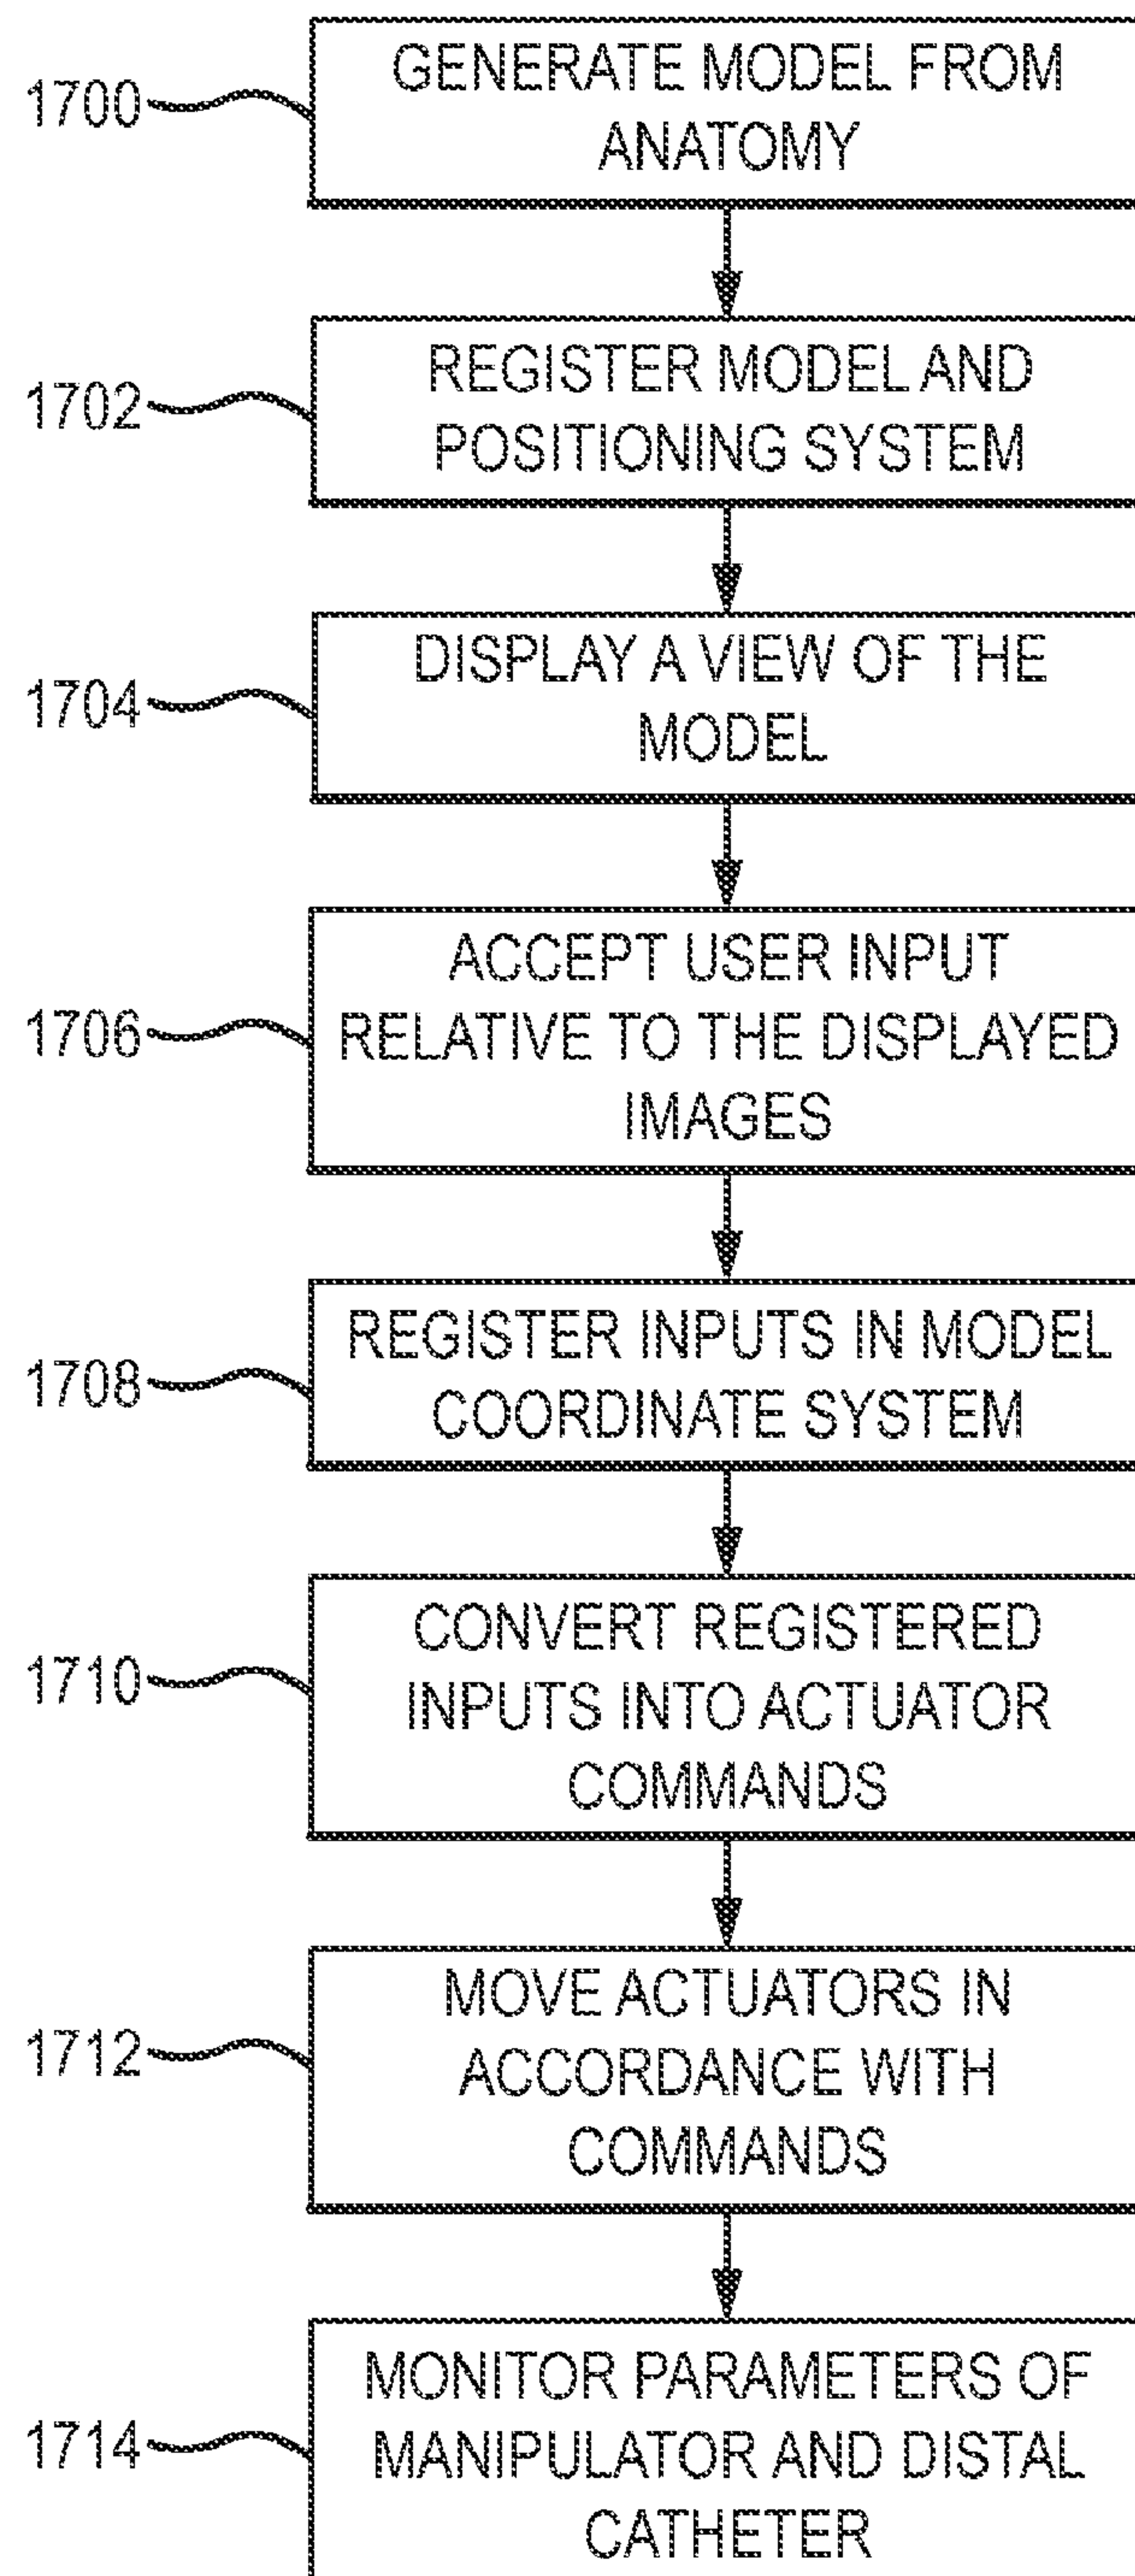 1700
GENERATE MODEL FROM
ANATOMY
1702
REGISTER MODEL AND
POSITIONING SYSTEM
1704
DISPLAY A VIEW OF THE
MODEL
1706
ACCEPT USER INPUT
RELATIVE TO THE DISPLAYED
IMAGES
1708
REGISTER INPUTS IN MODEL
COORDINATE SYSTEM
1710
CONVERT REGISTERED
INPUTS INTO ACTUATOR
COMMANDS
1712
MOVE ACTUATORS IN
ACCORDANCE WITH
COMMANDS
1714
MONITOR PARAMETERS OF
MANIPULATOR AND DISTAL
CATHETER